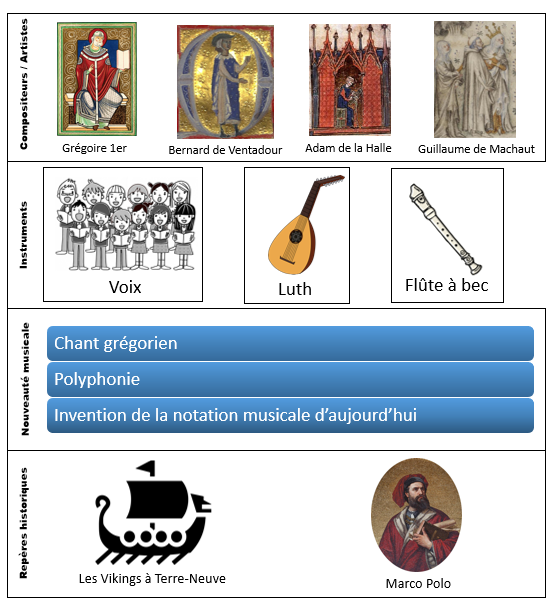 Compositeurs / Artistes
Grégoire 1er
Bernard de Ventadour
Adam de la Halle
Guillaume de Machaut
Instruments
Voix
Luth
Flûte à bec
Nouveauté musicale
Chant grégorien
Polyphonie
Invention de la notation musicale d'aujourd'hui
Repères historiques
Les Vikings à Terre-Neuve
Marco Polo